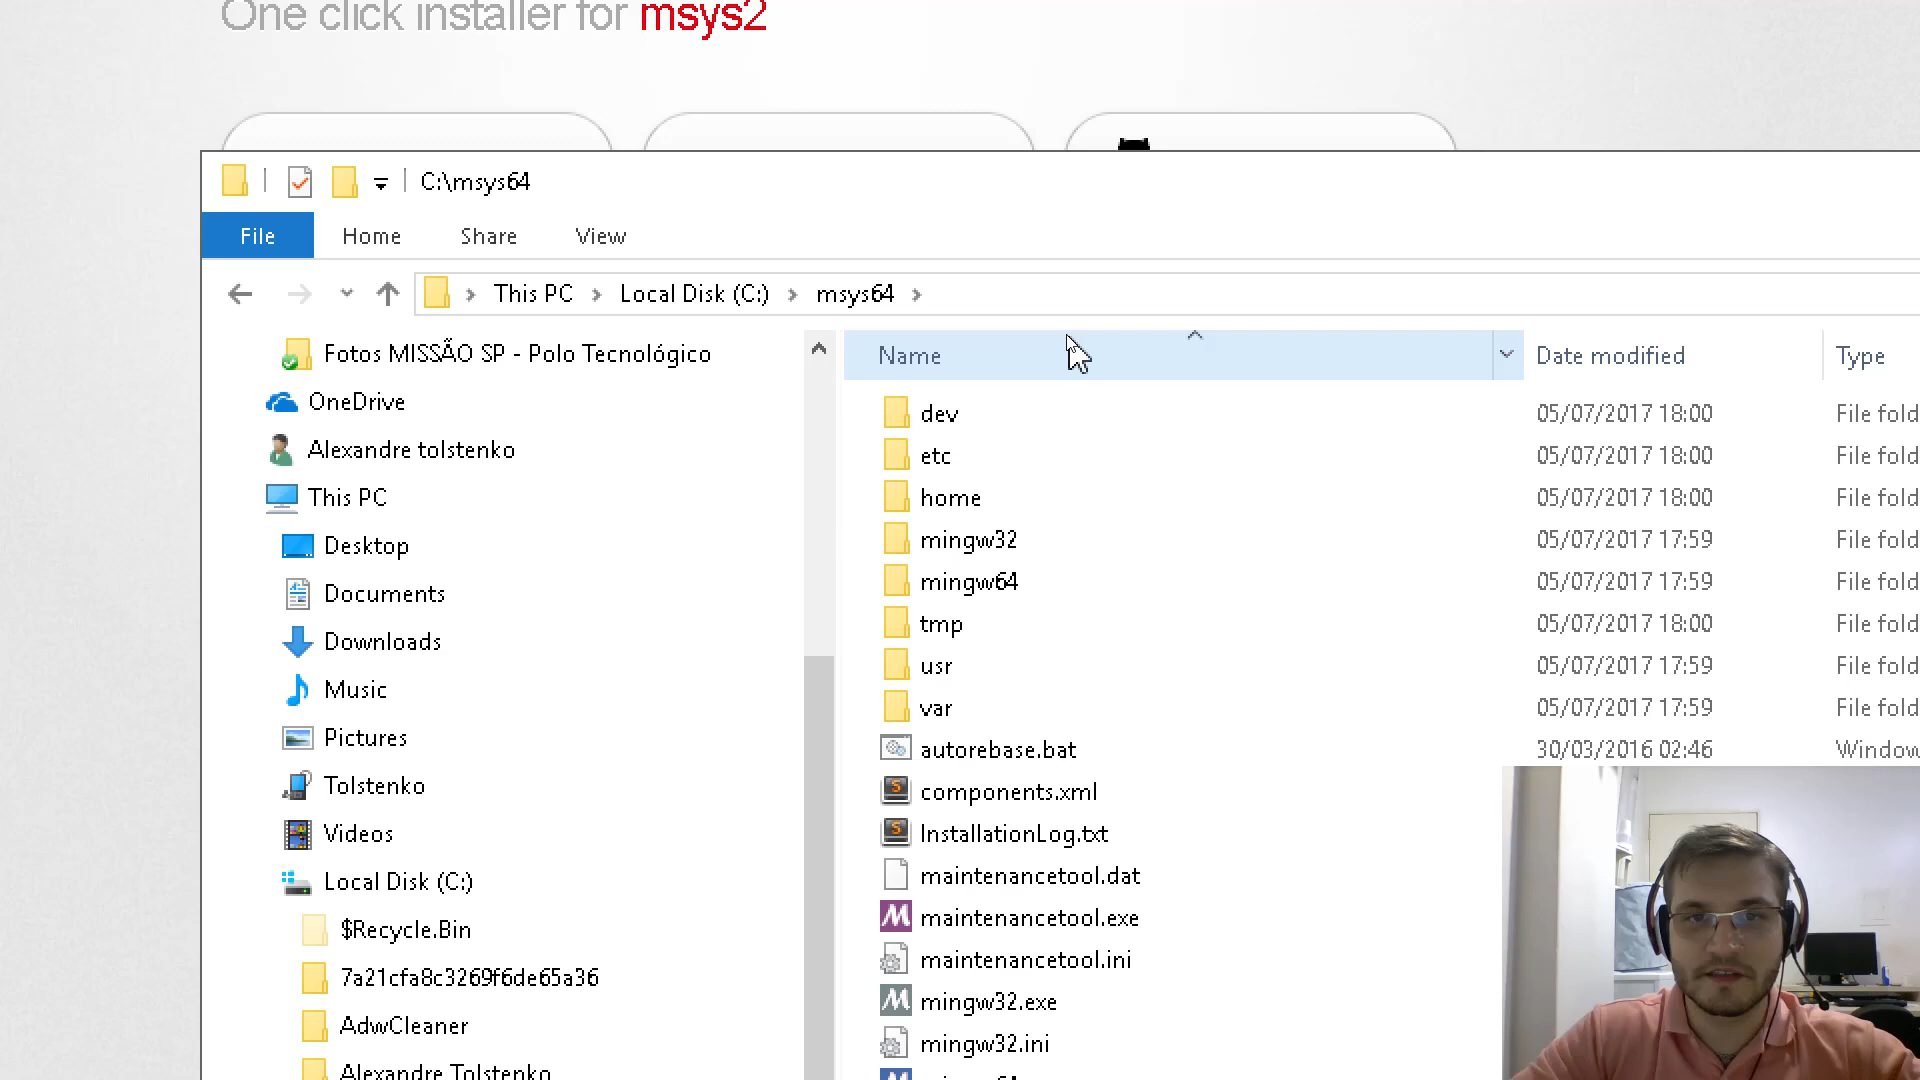 One click installer for msys2
C:\msys64
File Home Share View
This PC Local Disk (C:) msys64
Name Date modified Type
Fotos MISSÃO SP - Polo Tecnológico
OneDrive
Alexandre tolstenko
This PC
Desktop
Documents
Downloads
Music
Pictures
Tolstenko
Videos
Local Disk (C:)
$Recycle.Bin
7a21cfa8c3269f6de65a36
AdwCleaner
Alexandre Tolstenko
dev 05/07/2017 18:00 File fold
etc 05/07/2017 18:00 File fold
home 05/07/2017 18:00 File fold
mingw32 05/07/2017 17:59 File fold
mingw64 05/07/2017 17:59 File fold
tmp 05/07/2017 18:00 File fold
usr 05/07/2017 17:59 File fold
var 05/07/2017 17:59 File fold
autorebase.bat 30/03/2016 02:46 Window
components.xml
InstallationLog.txt
maintenancetool.dat
maintenancetool.exe
maintenancetool.ini
mingw32.exe
mingw32.ini